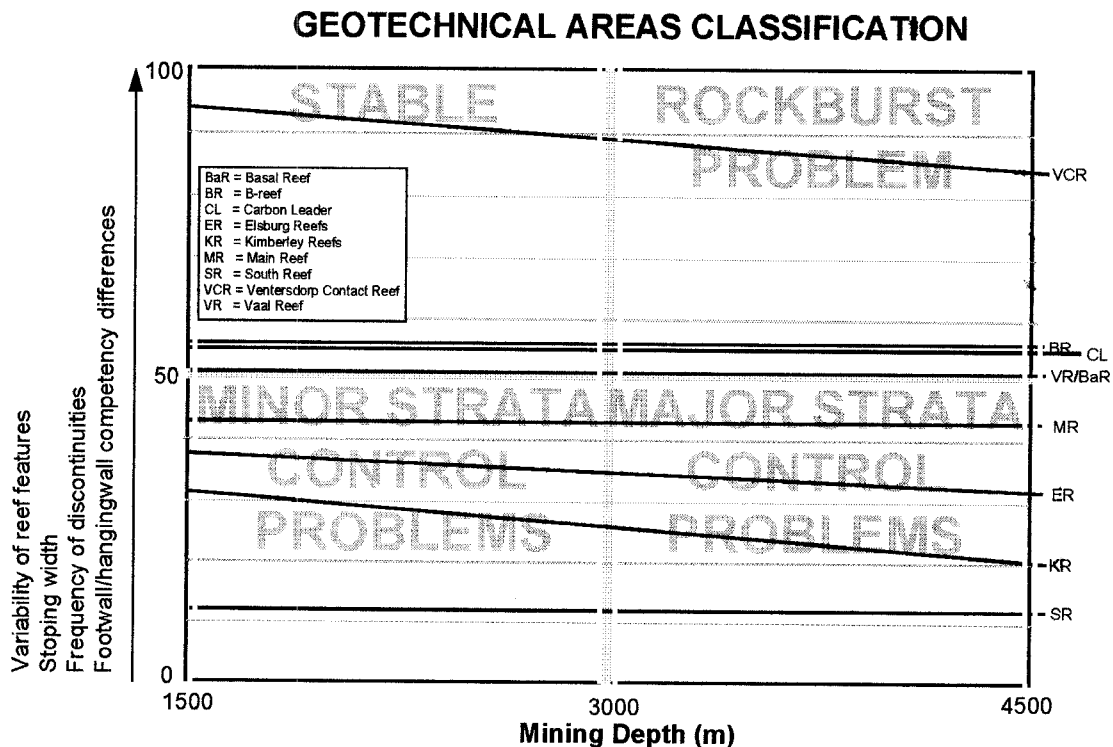 GEOTECHNICAL AREAS CLASSIFICATION
100
STABLE
ROCKBURST
PROBLEM
VCR
BaR = Basal Reef
BR = B-reef
CL = Carbon Leader
ER = Elsburg Reefs
KR = Kimberley Reefs
MR = Main Reef
SR = South Reef
VCR = Ventersdorp Contact Reef
VR = Vaal Reef
BR
CL
50
VR/BaR
MINOR STRATA
CONTROL
PROBLEMS
MAJOR STRATA
CONTROL
PROBLEMS
MR
ER
KR
SR
0
1500
3000
4500
Mining Depth (m)
Variability of reef features
Stoping width
Frequency of discontinuities
Footwall/hangingwall competency differences